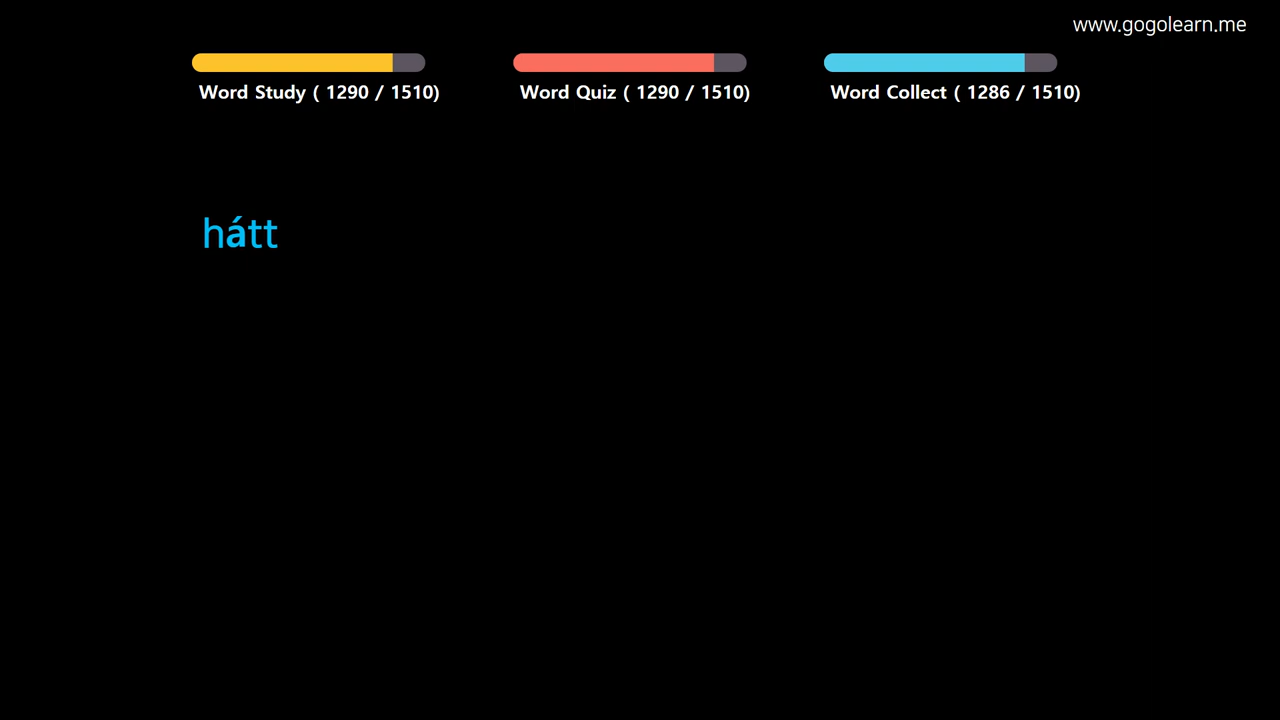 www.gogolearn.me
Word Study ( 1290 / 1510)
Word Quiz ( 1290 / 1510)
Word Collect ( 1286 / 1510)
hátt